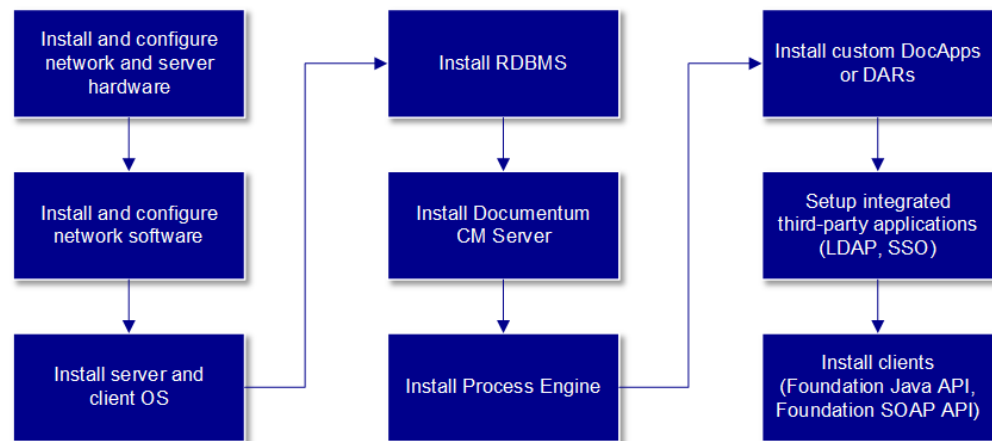 Install and configure
network and server
hardware
Install and configure
network software
Install server and
client OS
Install RDBMS
Install Documentum
CM Server
Install Process Engine
Install custom DocApps
or DARs
Setup integrated
third-party applications
(LDAP, SSO)
Install clients
(Foundation Java API,
Foundation SOAP API)